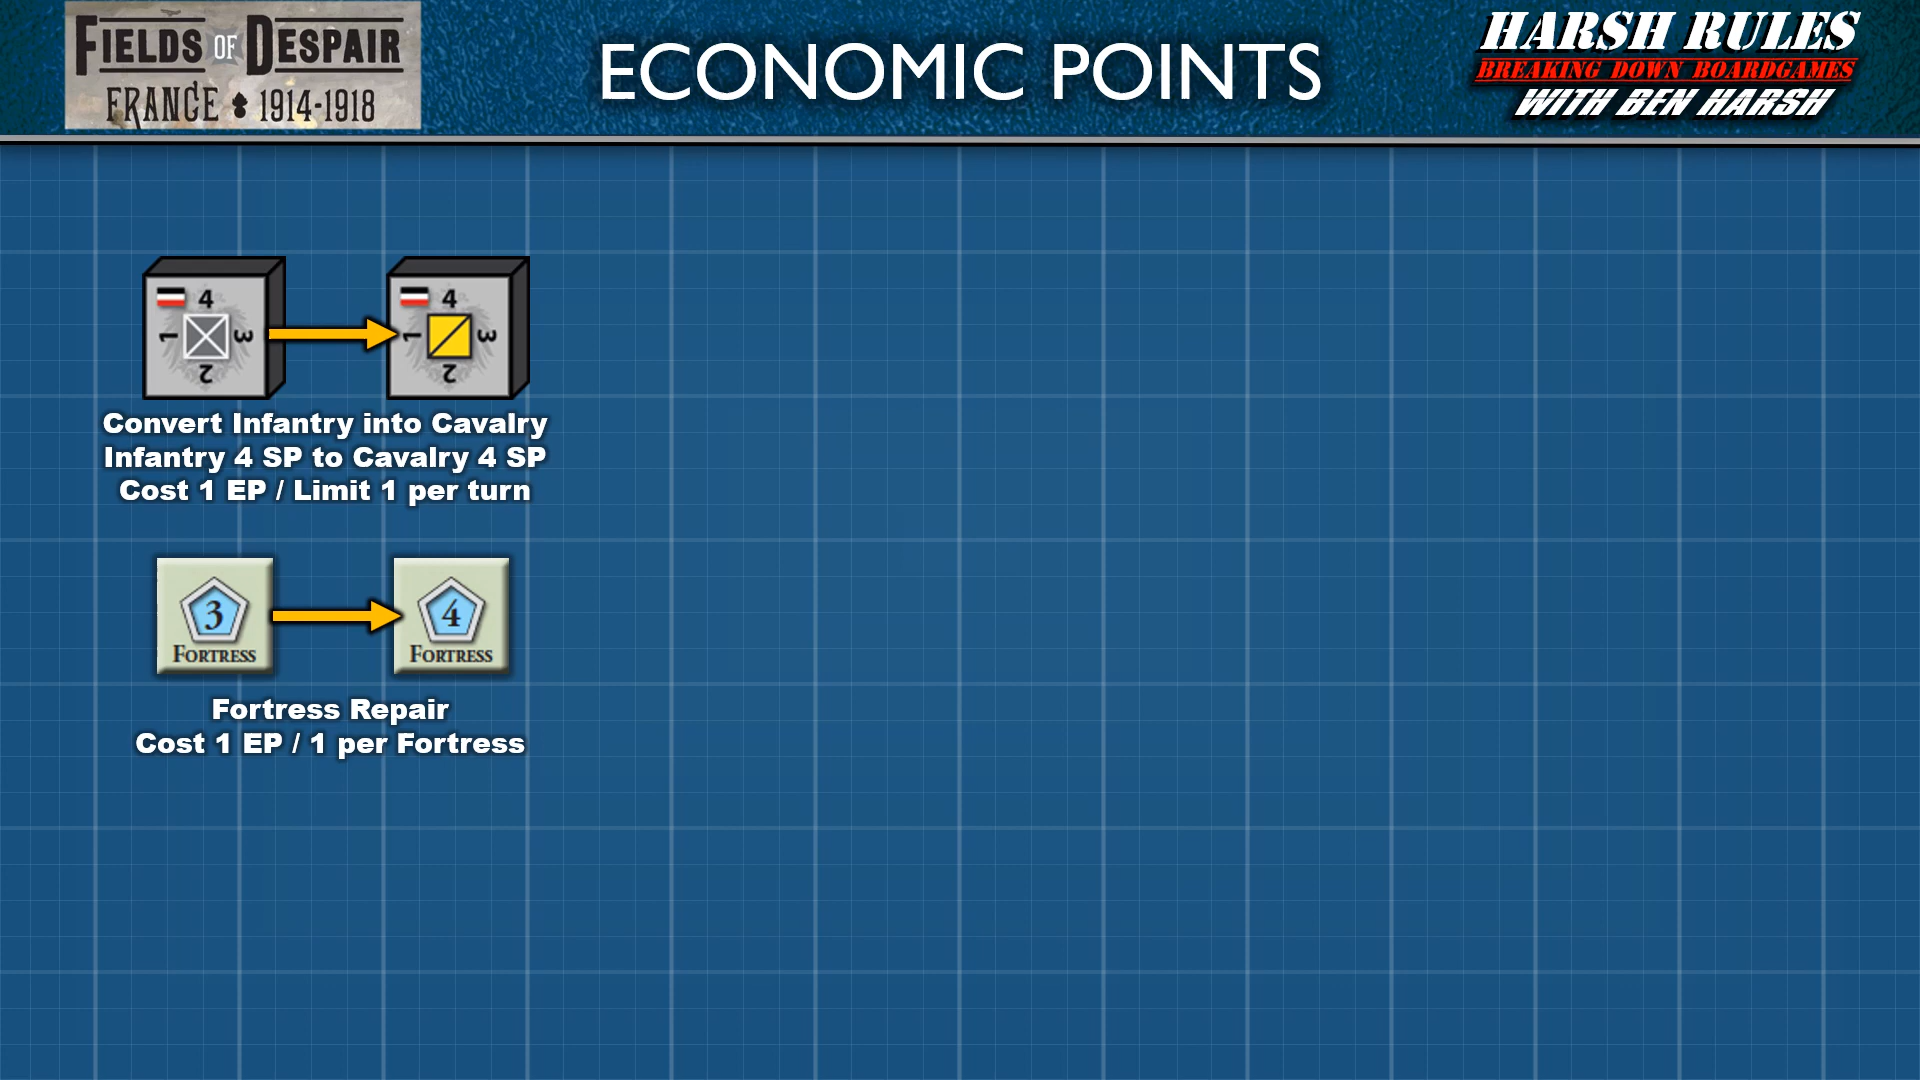 FIELDS OF DESPAIR
FRANCE 1914-1918
ECONOMIC POINTS
HARSH RULES
BREAKING DOWN BOARDGAMES
WITH BEN HARSH
4
1 3
2
4
1 3
2
Convert Infantry into Cavalry
Infantry 4 SP to Cavalry 4 SP
Cost 1 EP / Limit 1 per turn
3
FORTRESS
4
FORTRESS
Fortress Repair
Cost 1 EP / 1 per Fortress